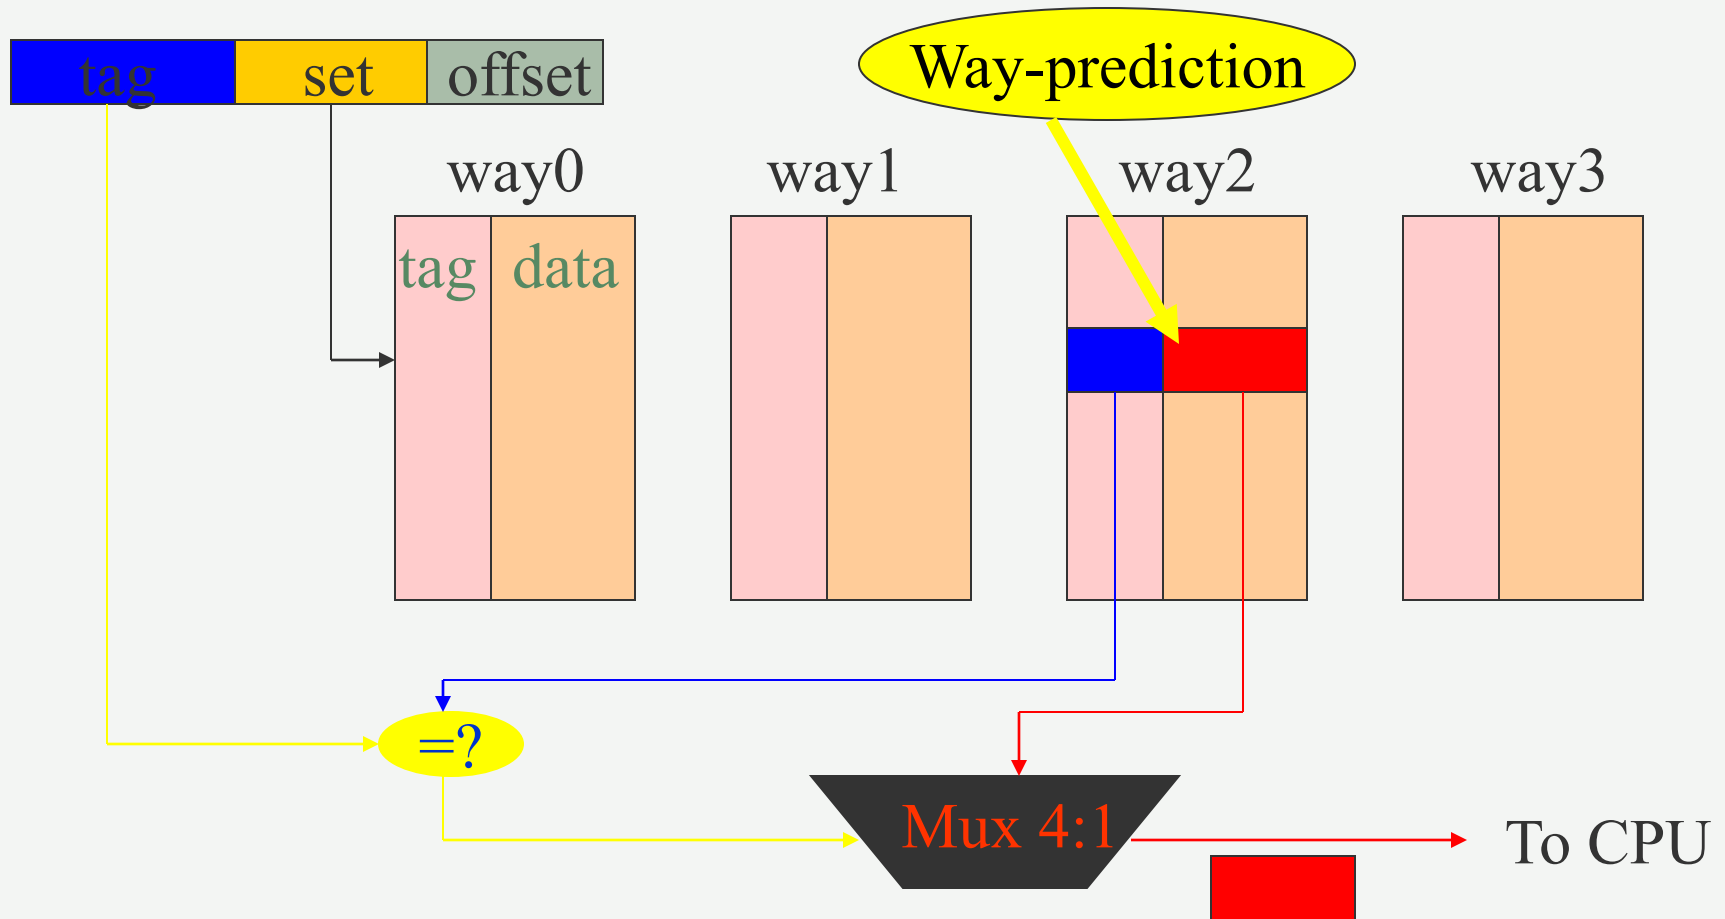 tag set offset
Way-prediction
way0 way1 way2 way3
tag data
=?
Mux 4:1
To CPU